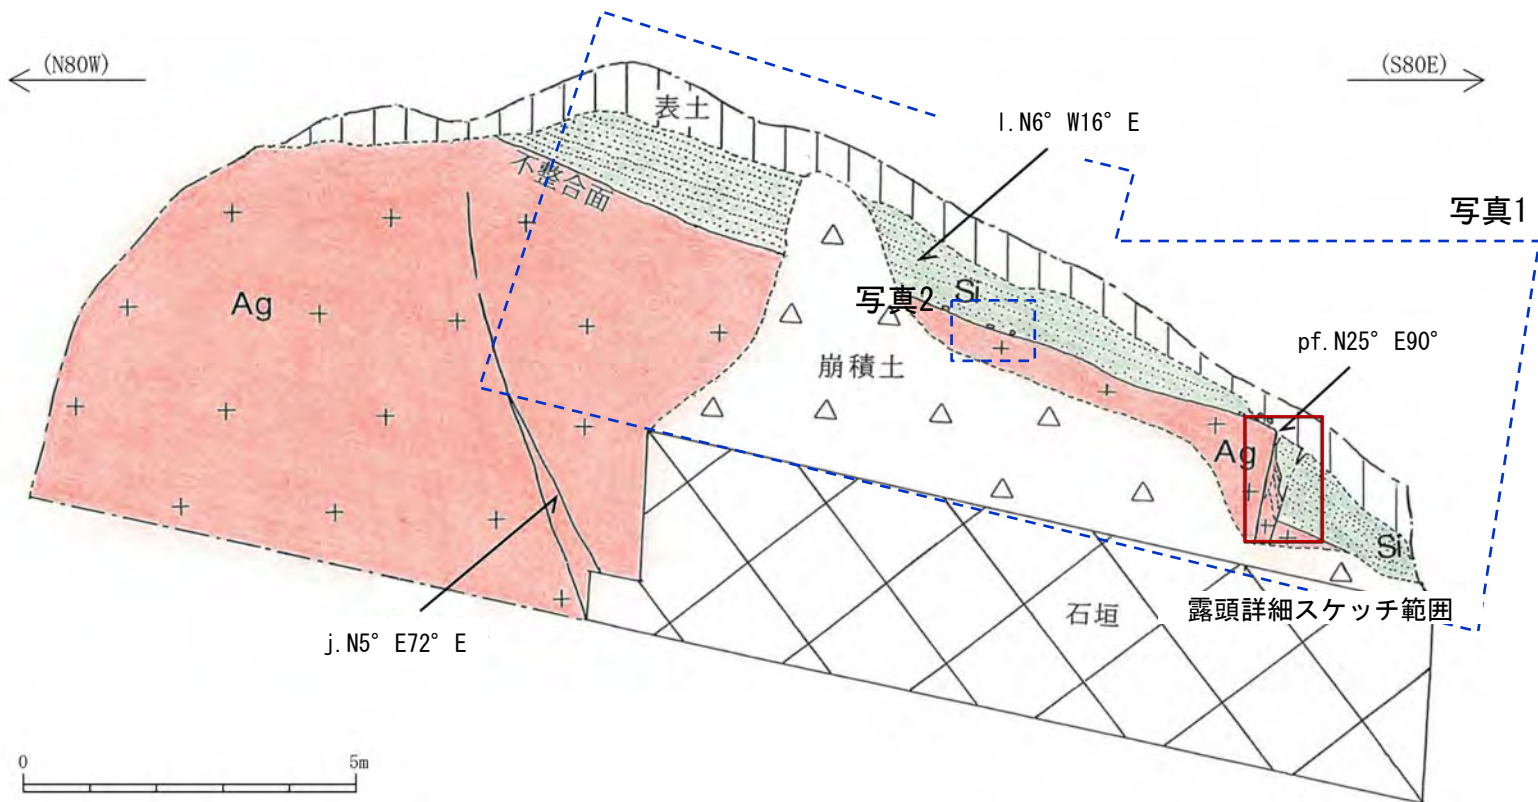 (N80W)
(S80E)
表土
l.N6°W16°E
不整合面
写真1
Ag
写真2
Si
崩積土
pf.N25°E90°
Ag
Si
石垣
露頭詳細スケッチ範囲
j.N5°E72°E
0
5m